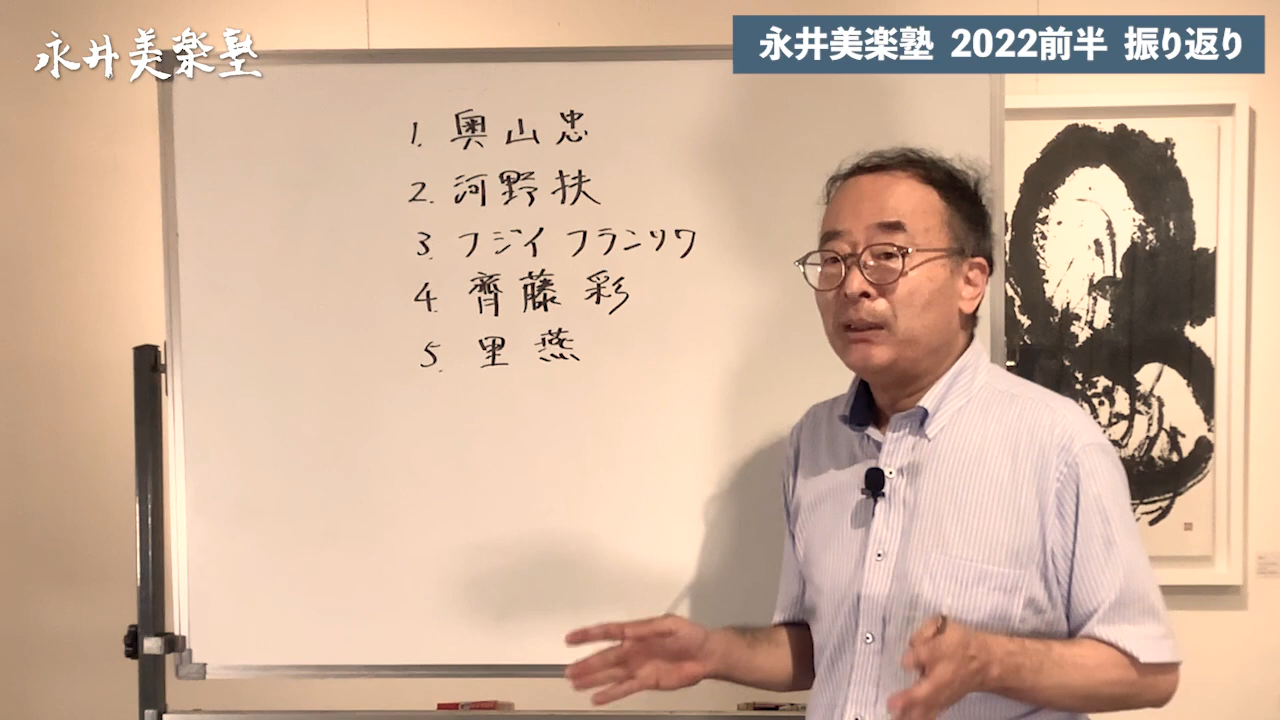 永井美楽塾
永井美楽塾 2022前半 振り返り
1. 奥山忠
2. 河野扶
3. フジイフランソワ
4. 齊藤彩
5. 里燕